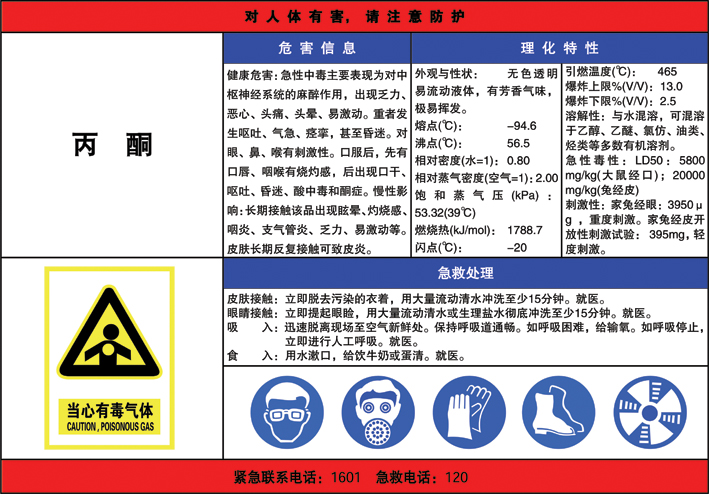 对人体有害，请注意防护
丙 酮
危害信息
健康危害：急性中毒主要表现为对中
枢神经系统的麻醉作用，出现乏力、
恶心、头痛、头晕、易激动。重者发
生呕吐、气急、痉挛，甚至昏迷。对
眼、鼻、喉有刺激性。口服后，先有
口唇、咽喉有烧灼感，后出现口干、
呕吐、昏迷、酸中毒和酮症。慢性影
响：长期接触该品出现眩晕、灼烧感、
咽炎、支气管炎、乏力、易激动等。
皮肤长期反复接触可致皮炎。
理化特性
外观与性状： 无色透明
易流动液体，有芳香气味，
极易挥发。
熔点(℃)： -94.6
沸点(℃)： 56.5
相对密度(水=1)：0.80
相对蒸气密度(空气=1)：2.00
饱和蒸气压(kPa)：
53.32(39℃)
燃烧热(kJ/mol)： 1788.7
闪点(℃)： -20
引燃温度(℃)： 465
爆炸上限%(V/V)：13.0
爆炸下限%(V/V)：2.5
溶解性：与水混溶，可混溶
于乙醇、乙醚、氯仿、油类、
烃类等多数有机溶剂。
急性毒性：LD50：5800
mg/kg(大鼠经口)；20000
mg/kg(兔经皮)
刺激性：家兔经眼：3950μ
g，重度刺激。家兔经皮开
放性刺激试验：395mg，轻
度刺激。
当心有毒气体
CAUTION, POISONOUS GAS
急救处理
皮肤接触：立即脱去污染的衣着，用大量流动清水冲洗至少15分钟。就医。
眼睛接触：立即提起眼睑，用大量流动清水或生理盐水彻底冲洗至少15分钟。就医。
吸 入：迅速脱离现场至空气新鲜处。保持呼吸道通畅。如呼吸困难，给输氧。如呼吸停止，
立即进行人工呼吸。就医。
食 入：用水漱口，给饮牛奶或蛋清。就医。
紧急联系电话：1601 急救电话：120